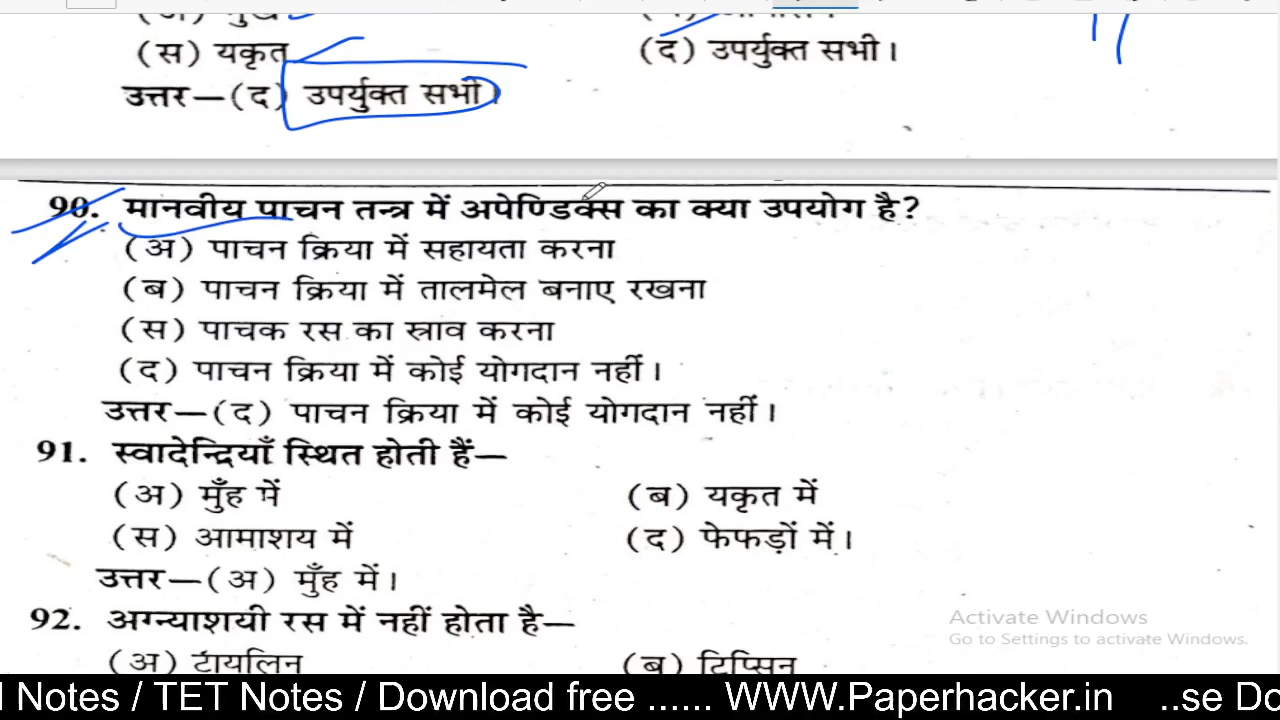 (स) यकृत (द) उपर्युक्त सभी।
उत्तर—(द) उपर्युक्त सभी।
90. मानवीय पाचन तन्त्र में अपेण्डिक्स का क्या उपयोग है?
(अ) पाचन क्रिया में सहायता करना
(ब) पाचन क्रिया में तालमेल बनाए रखना
(स) पाचक रस का स्राव करना
(द) पाचन क्रिया में कोई योगदान नहीं।
उत्तर—(द) पाचन क्रिया में कोई योगदान नहीं।
91. स्वादेन्द्रियाँ स्थित होती हैं—
(अ) मुँह में (ब) यकृत में
(स) आमाशय में (द) फेफड़ों में।
उत्तर—(अ) मुँह में।
92. अग्न्याशयी रस में नहीं होता है—
(अ) टायलिन (ब) ट्रिप्सिन
Activate Windows
Go to Settings to activate Windows.
Notes / TET Notes / Download free ...... WWW.Paperhacker.in ..se Do